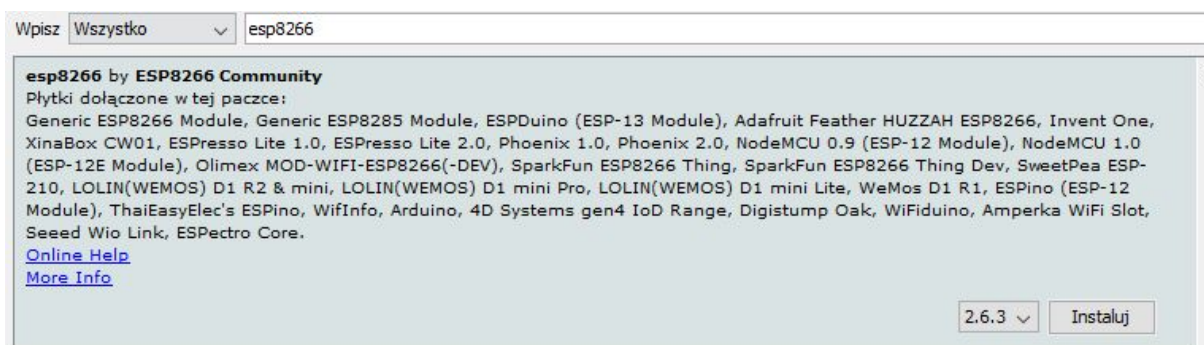 Wpisz Wszystko esp8266
esp8266 by ESP8266 Community
Płytki dołączone w tej paczce:
Generic ESP8266 Module, Generic ESP8285 Module, ESPDuino (ESP-13 Module), Adafruit Feather HUZZAH ESP8266, Invent One,
XinaBox CW01, ESPresso Lite 1.0, ESPresso Lite 2.0, Phoenix 1.0, Phoenix 2.0, NodeMCU 0.9 (ESP-12 Module), NodeMCU 1.0
(ESP-12E Module), Olimex MOD-WIFI-ESP8266(-DEV), SparkFun ESP8266 Thing, SparkFun ESP8266 Thing Dev, SweetPea ESP-
210, LOLIN(WEMOS) D1 R2 & mini, LOLIN(WEMOS) D1 mini Pro, LOLIN(WEMOS) D1 mini Lite, WeMos D1 R1, ESPino (ESP-12
Module), ThaiEasyElec's ESPino, WifInfo, Arduino, 4D Systems gen4 IoD Range, Digistump Oak, WiFiduino, Amperka WiFi Slot,
Seeed Wio Link, ESPectro Core.
Online Help
More Info
2.6.3 Instaluj